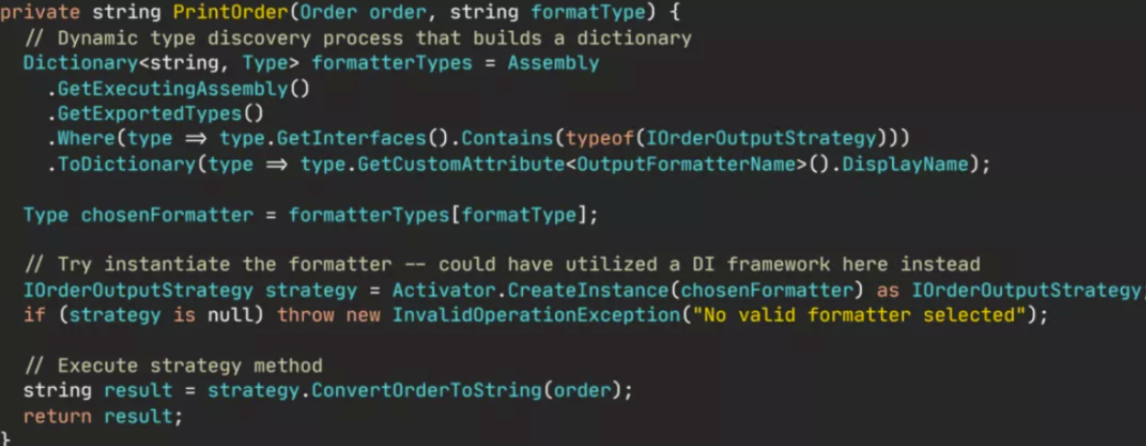 private string PrintOrder(Order order, string formatType) {
  // Dynamic type discovery process that builds a dictionary
  Dictionary<string, Type> formatterTypes = Assembly
    .GetExecutingAssembly()
    .GetExportedTypes()
    .Where(type => type.GetInterfaces().Contains(typeof(IOrderOutputStrategy)))
    .ToDictionary(type => type.GetCustomAttribute<OutputFormatterName>().DisplayName);
  Type chosenFormatter = formatterTypes[formatType];
  // Try instantiate the formatter -- could have utilized a DI framework here instead
  IOrderOutputStrategy strategy = Activator.CreateInstance(chosenFormatter) as IOrderOutputStrategy;
  if (strategy is null) throw new InvalidOperationException("No valid formatter selected");
  // Execute strategy method
  string result = strategy.ConvertOrderToString(order);
  return result;
}